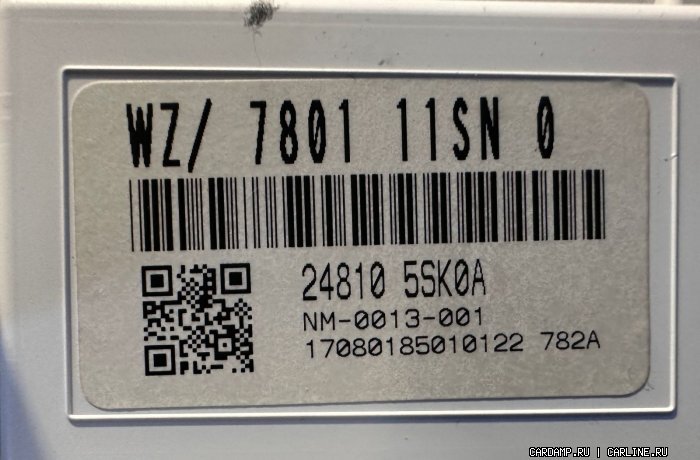 WZ/ 7801 11SN 0
24810 5SK0A
NM-0013-001
17080185010122 782A
CARDAMP.RU | CARLINE.RU